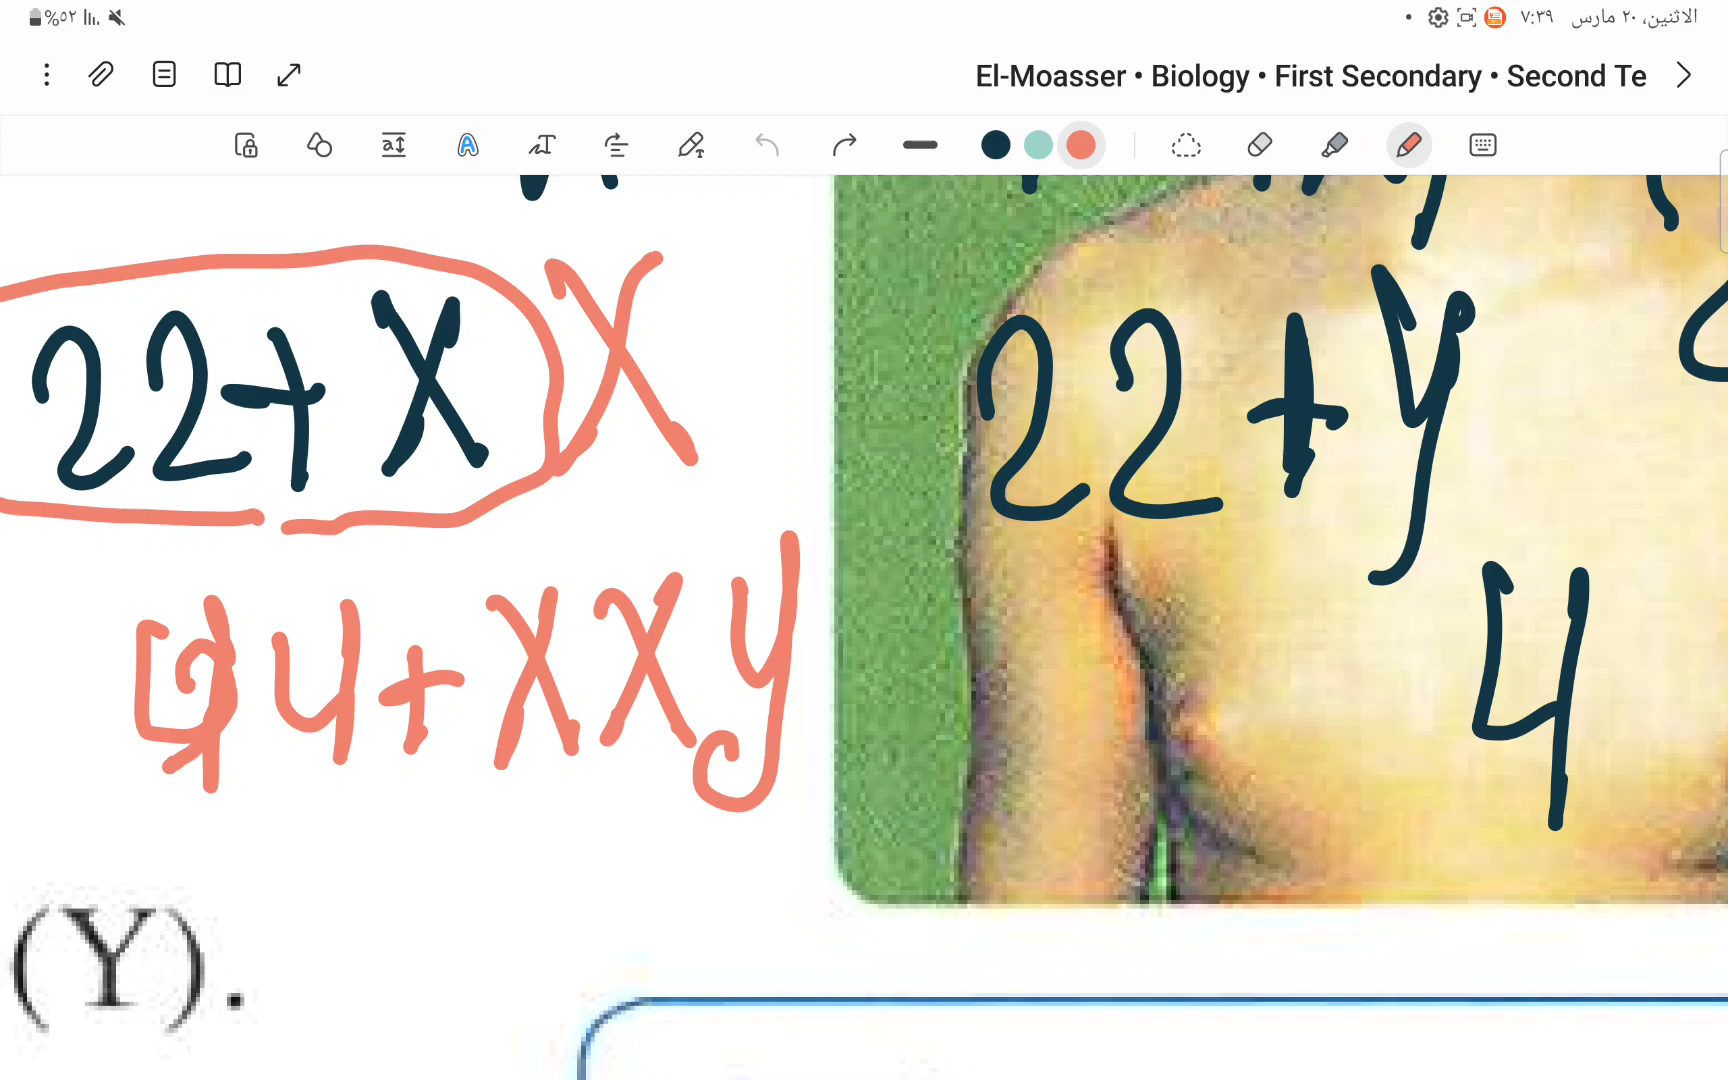 %٥٢ الاثنين، ٢٠ مارس ٧:٣٩
El-Moasser • Biology • First Secondary • Second Te
22+X X 22+y
44+XXy 4
(Y).